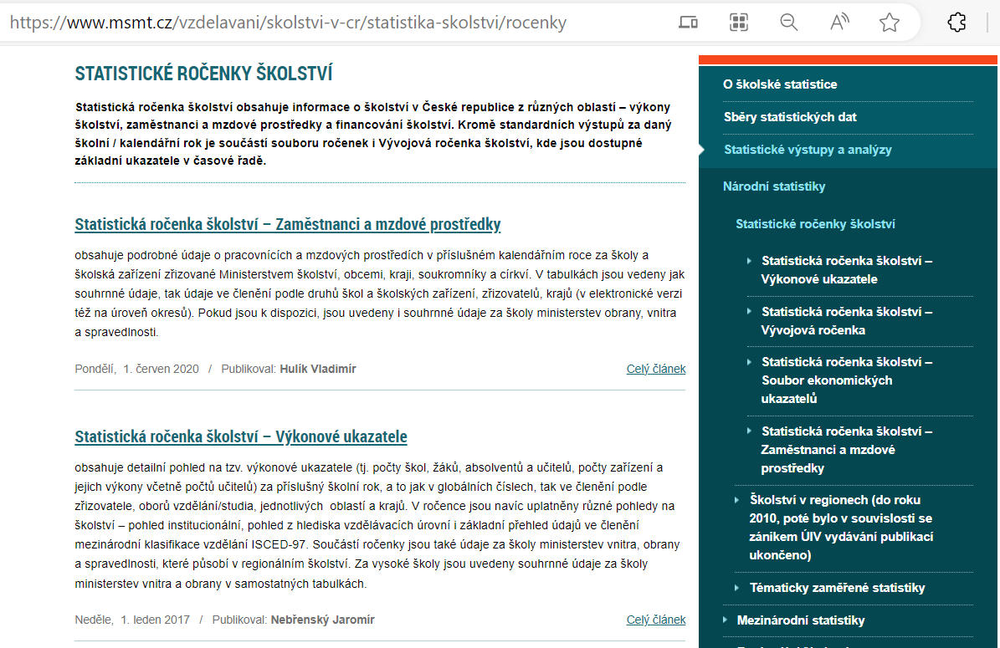 https://www.msmt.cz/vzdelavani/skolstvi-v-cr/statistika-skolstvi/rocenky
STATISTICKÉ ROČENKY ŠKOLSTVÍ
Statistická ročenka školství obsahuje informace o školství v České republice z různých oblastí – výkony
školství, zaměstnanci a mzdové prostředky a financování školství. Kromě standardních výstupů za daný
školní / kalendářní rok je součástí souboru ročenek i Vývojová ročenka školství, kde jsou dostupné
základní ukazatele v časové řadě.
Statistická ročenka školství – Zaměstnanci a mzdové prostředky
obsahuje podrobné údaje o pracovnících a mzdových prostředích v příslušném kalendářním roce za školy a
školská zařízení zřizované Ministerstvem školství, obcemi, kraji, soukromníky a církví. V tabulkách jsou vedeny jak
souhrnné údaje, tak údaje ve členění podle druhů škol a školských zařízení, zřizovatelů, krajů (v elektronické verzi
též na úroveň okresů). Pokud jsou k dispozici, jsou uvedeny i souhrnné údaje za školy ministerstev obrany, vnitra
a spravedlnosti.
Pondělí, 1. červen 2020 / Publikoval: Hulík Vladimír
Celý článek
Statistická ročenka školství – Výkonové ukazatele
obsahuje detailní pohled na tzv. výkonové ukazatele (tj. počty škol, žáků, absolventů a učitelů, počty zařízení a
jejich výkony včetně počtů učitelů) za příslušný školní rok, a to jak v globálních číslech, tak ve členění podle
zřizovatele, oborů vzdělání/studia, jednotlivých oblastí a krajů. V ročence jsou navíc uplatněny různé pohledy na
školství – pohled institucionální, pohled z hlediska vzdělávacích úrovní i základní přehled údajů ve členění
mezinárodní klasifikace vzdělání ISCED-97. Součástí ročenky jsou také údaje za školy ministerstev vnitra, obrany
a spravedlnosti, které působí v regionálním školství. Za vysoké školy jsou uvedeny souhrnné údaje za školy
ministerstev vnitra a obrany v samostatných tabulkách.
Neděle, 1. leden 2017 / Publikoval: Nebřenský Jaromír
Celý článek
O školské statistice
Sběry statistických dat
Statistické výstupy a analýzy
Národní statistiky
Statistické ročenky školství
Statistická ročenka školství –
Výkonové ukazatele
Statistická ročenka školství –
Vývojová ročenka
Statistická ročenka školství –
Soubor ekonomických
ukazatelů
Statistická ročenka školství –
Zaměstnanci a mzdové
prostředky
Školství v regionech (do roku
2010, poté bylo v souvislosti se
zánikem ÚIV vydávání publikací
ukončeno)
Tématicky zaměřené statistiky
Mezinárodní statistiky